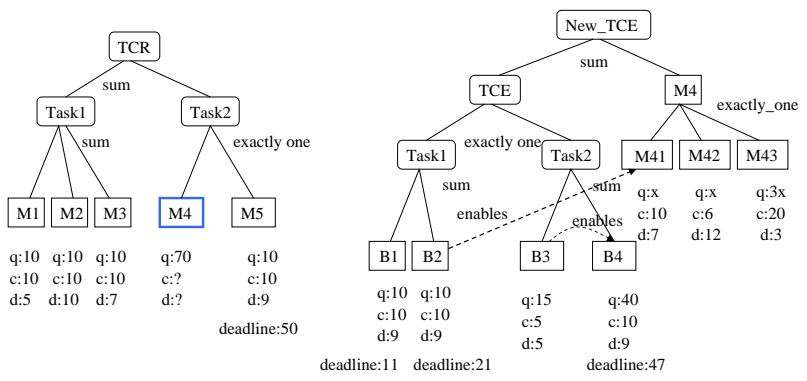 New_TCE
TCR
sum
sum
TCE
M4
exactly_one
Task1
Task2
sum
exactly one
Task1
exactly one
Task2
M41
M42
M43
sum
sum
q:x
q:x
q:3x
c:10
c:6
c:20
d:7
d:12
d:3
M1
M2
M3
M4
M5
enables
enables
B1
B2
B3
B4
q:10
q:10
q:10
q:70
q:10
c:10
c:10
c:10
c:?
c:10
d:5
d:10
d:7
d:?
d:9
q:10
q:10
c:10
c:10
d:9
d:9
q:15
q:40
c:5
c:10
d:5
d:9
deadline:50
deadline:11
deadline:21
deadline:47